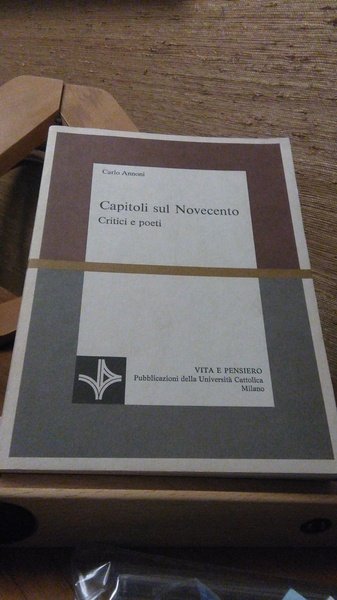 Carlo Annoni
Capitoli sul Novecento
Critici e poeti
VITA E PENSIERO
Pubblicazioni della Università Cattolica
Milano